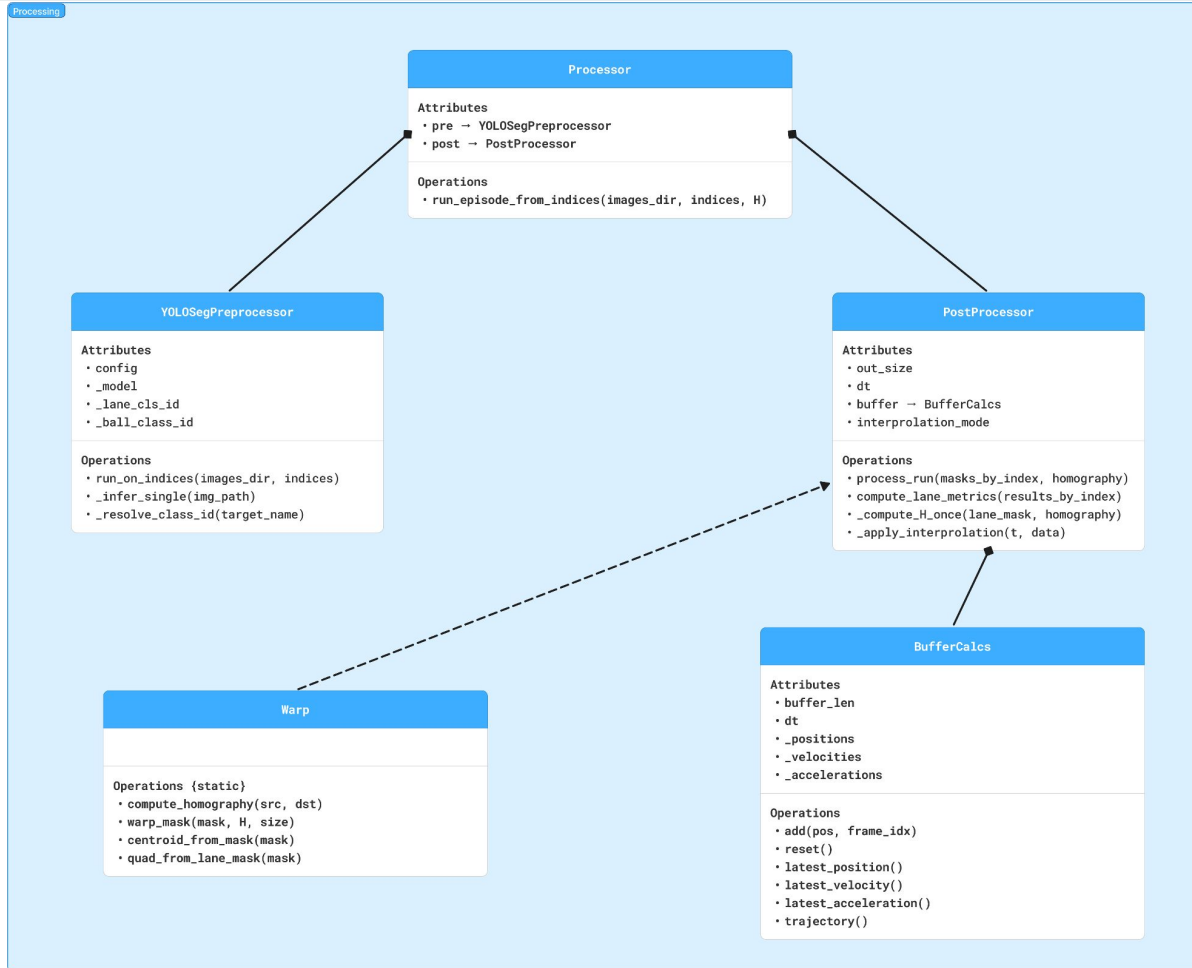 Processing
Processor
Attributes
• pre → YOLOSegPreprocessor
• post → PostProcessor
Operations
• run_episode_from_indices(images_dir, indices, H)
YOLOSegPreprocessor
Attributes
• config
• _model
• _lane_cls_id
• _ball_class_id
Operations
• run_on_indices(images_dir, indices)
• _infer_single(img_path)
• _resolve_class_id(target_name)
PostProcessor
Attributes
• out_size
• dt
• buffer → BufferCalcs
• interprolation_mode
Operations
• process_run(masks_by_index, homography)
• compute_lane_metrics(results_by_index)
• _compute_H_once(lane_mask, homography)
• _apply_interprolation(t, data)
Warp
Operations {static}
• compute_homography(src, dst)
• warp_mask(mask, H, size)
• centroid_from_mask(mask)
• quad_from_lane_mask(mask)
BufferCalcs
Attributes
• buffer_len
• dt
• _positions
• _velocities
• _accelerations
Operations
• add(pos, frame_idx)
• reset()
• latest_position()
• latest_velocity()
• latest_acceleration()
• trajectory()